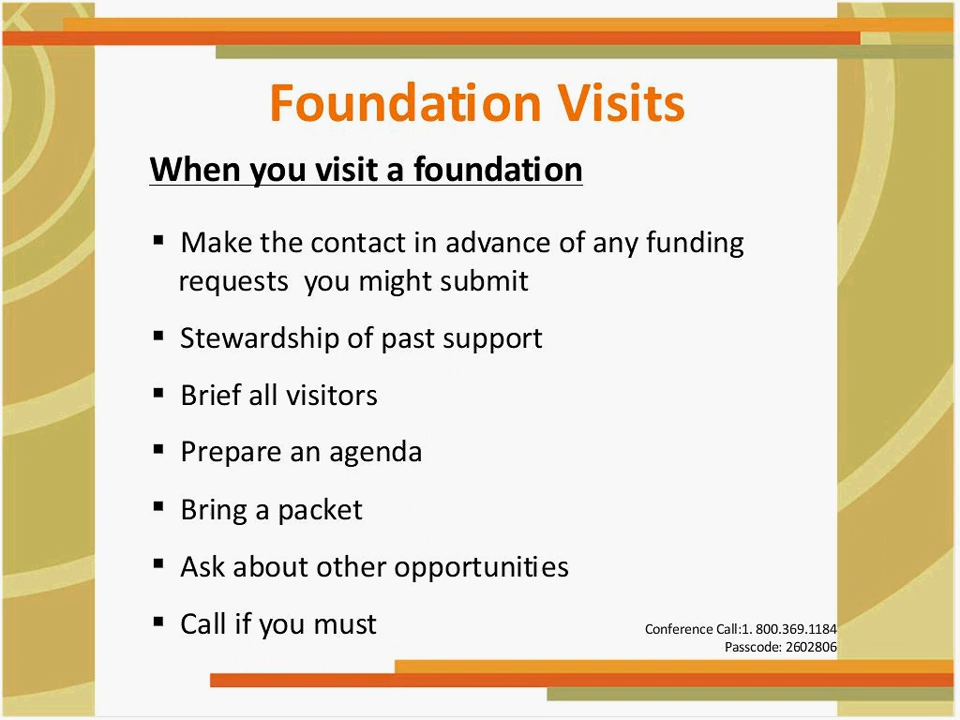 Foundation Visits
When you visit a foundation
▪ Make the contact in advance of any funding
requests  you might submit
▪ Stewardship of past support
▪ Brief all visitors
▪ Prepare an agenda
▪ Bring a packet
▪ Ask about other opportunities
▪ Call if you must
Conference Call:1. 800.369.1184
Passcode: 2602806